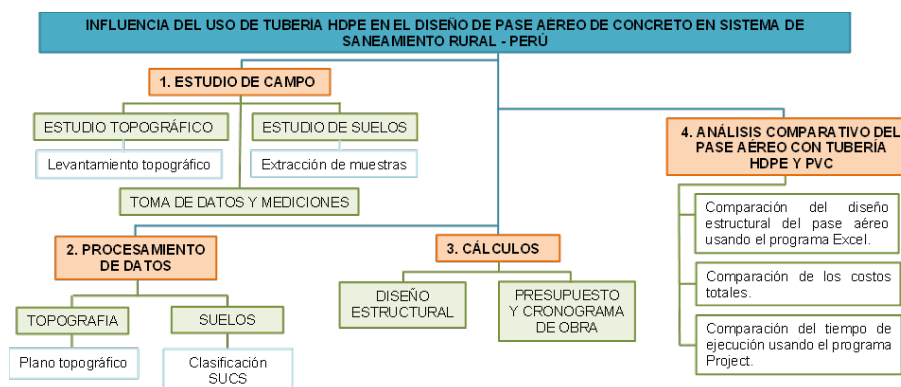 INFLUENCIA DEL USO DE TUBERÍA HDPE EN EL DISEÑO DE PASE AÉREO DE CONCRETO EN SISTEMA DE
SANEAMIENTO RURAL - PERÚ
1. ESTUDIO DE CAMPO
ESTUDIO TOPOGRÁFICO
Levantamiento topográfico
ESTUDIO DE SUELOS
Extracción de muestras
TOMA DE DATOS Y MEDICIONES
2. PROCESAMIENTO
DE DATOS
TOPOGRAFIA
Plano topográfico
SUELOS
Clasificación
SUCS
3. CÁLCULOS
DISEÑO
ESTRUCTURAL
PRESUPUESTO
Y CRONOGRAMA
DE OBRA
4. ANÁLISIS COMPARATIVO DEL
PASE AÉREO CON TUBERÍA
HDPE Y PVC
Comparación del diseño
estructural del pase aéreo
usando el programa Excel.
Comparación de los costos
totales.
Comparación del tiempo de
ejecución usando el programa
Project.